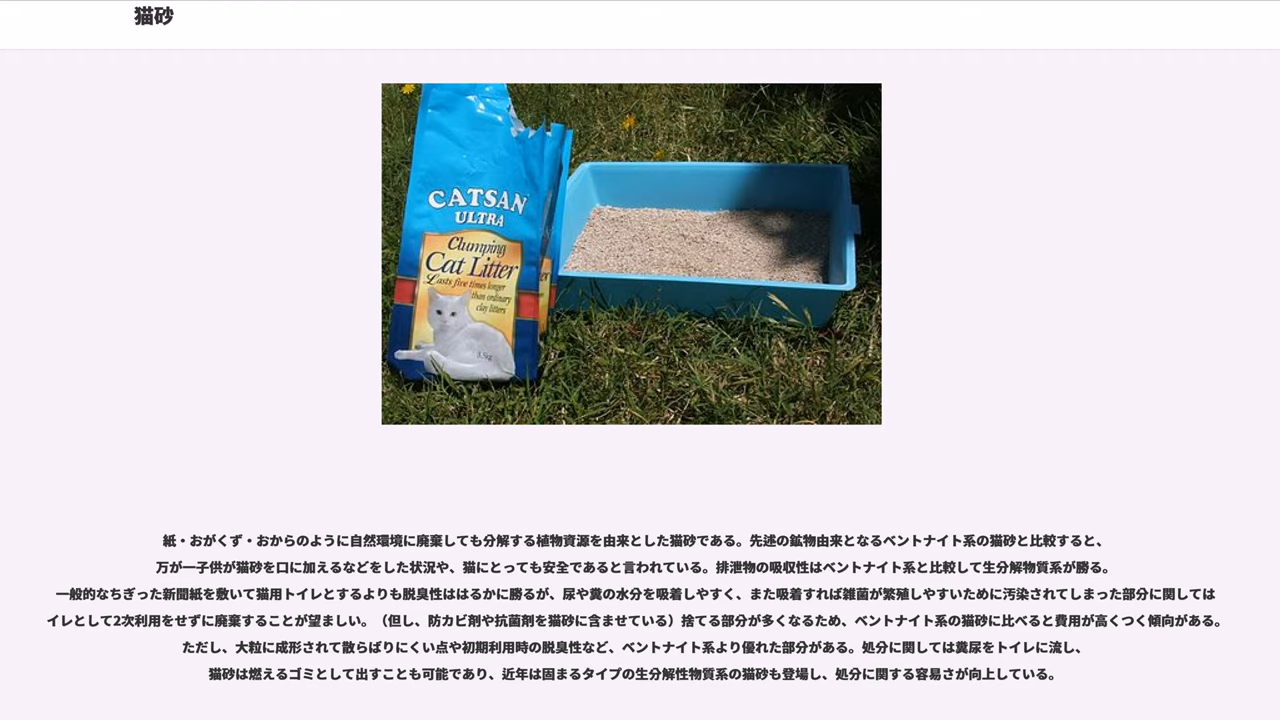 猫砂
CATSAN
ULTRA
Clumping
Cat Litter
Lasts five times longer
than ordinary
clay litters
3.5kg
紙・おがくず・おからのように自然環境に廃棄しても分解する植物資源を由来とした猫砂である。先述の鉱物由来となるベントナイト系の猫砂と比較すると、
万が一子供が猫砂を口に加えるなどをした状況や、猫にとっても安全であると言われている。排泄物の吸収性はベントナイト系と比較して生分解物質系が勝る。
一般的なちぎった新聞紙を敷いて猫用トイレとするよりも脱臭性ははるかに勝るが、尿や糞の水分を吸着しやすく、また吸着すれば雑菌が繁殖しやすいために汚染されてしまった部分に関しては
イレとして2次利用をせずに廃棄することが望ましい。（但し、防カビ剤や抗菌剤を猫砂に含ませている）捨てる部分が多くなるため、ベントナイト系の猫砂に比べると費用が高くつく傾向がある。
ただし、大粒に成形されて散らばりにくい点や初期利用時の脱臭性など、ベントナイト系より優れた部分がある。処分に関しては糞尿をトイレに流し、
猫砂は燃えるゴミとして出すことも可能であり、近年は固まるタイプの生分解性物質系の猫砂も登場し、処分に関する容易さが向上している。